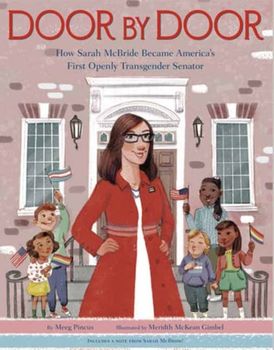 DOOR BY DOOR
How Sarah McBride Became America's
First Openly Transgender Senator
By Meeg Pincus Illustrated by Meridth McKean Gimbel
Includes a note from Sarah McBride!